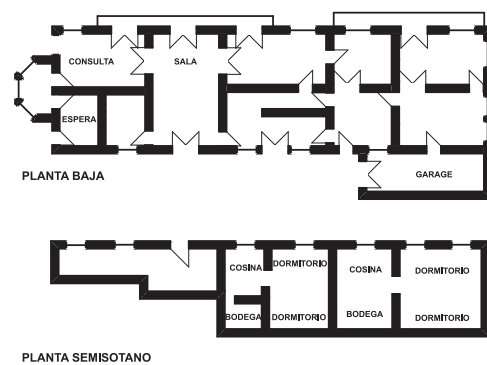 CONSULTA
SALA
ESPERA
GARAGE
PLANTA BAJA
COSINA
DORMITORIO
COSINA
DORMITORIO
BODEGA
DORMITORIO
BODEGA
DORMITORIO
PLANTA SEMISOTANO